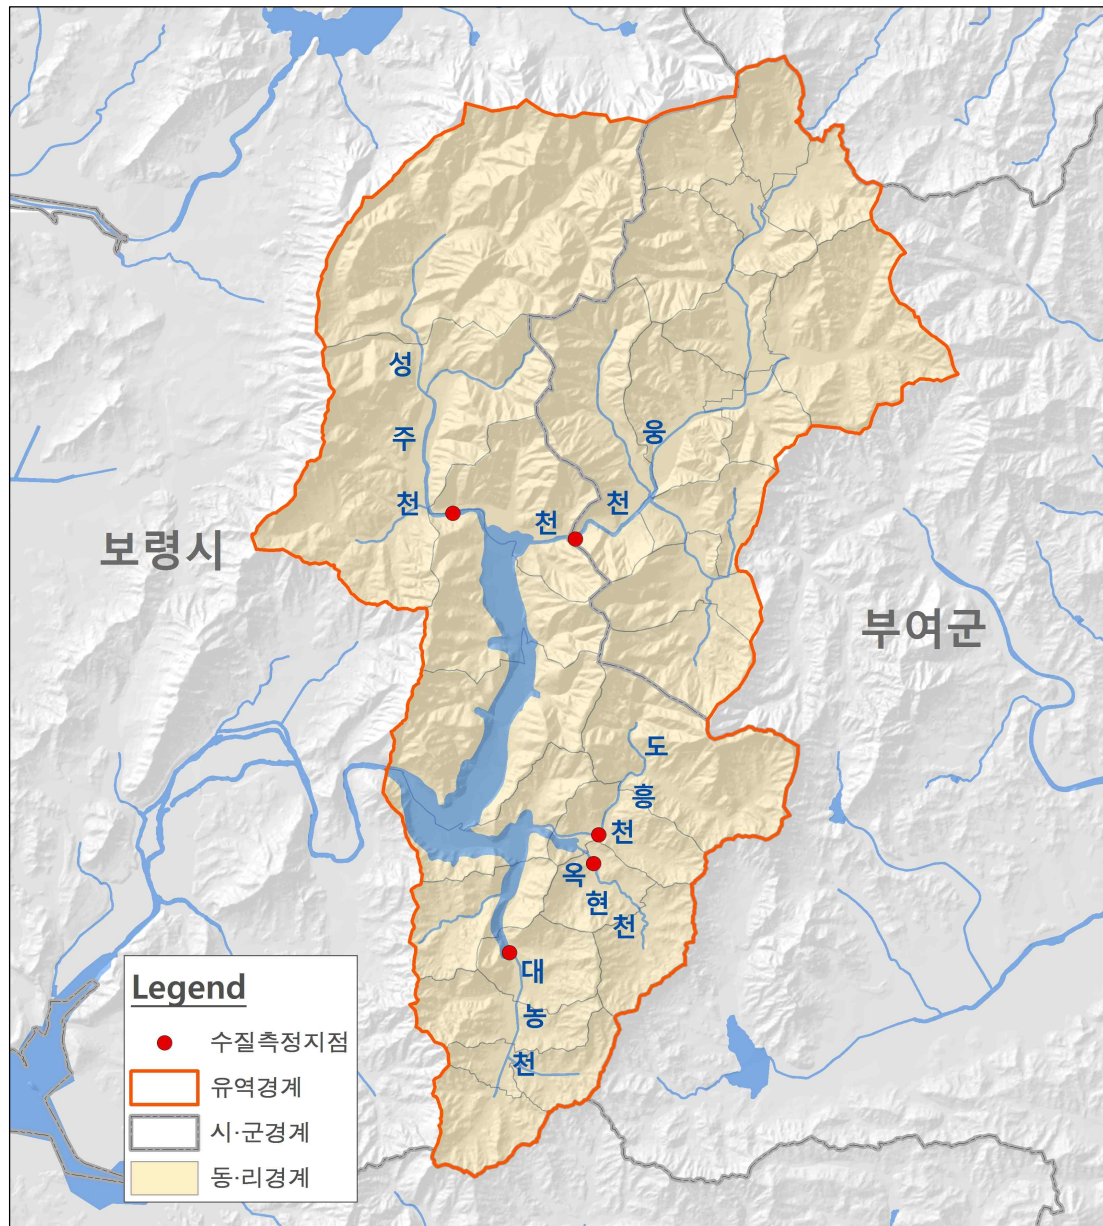 성주천
웅천천
보령시
부여군
도흥천
옥현천
대농천
Legend
수질측정지점
유역경계
시·군경계
동·리경계